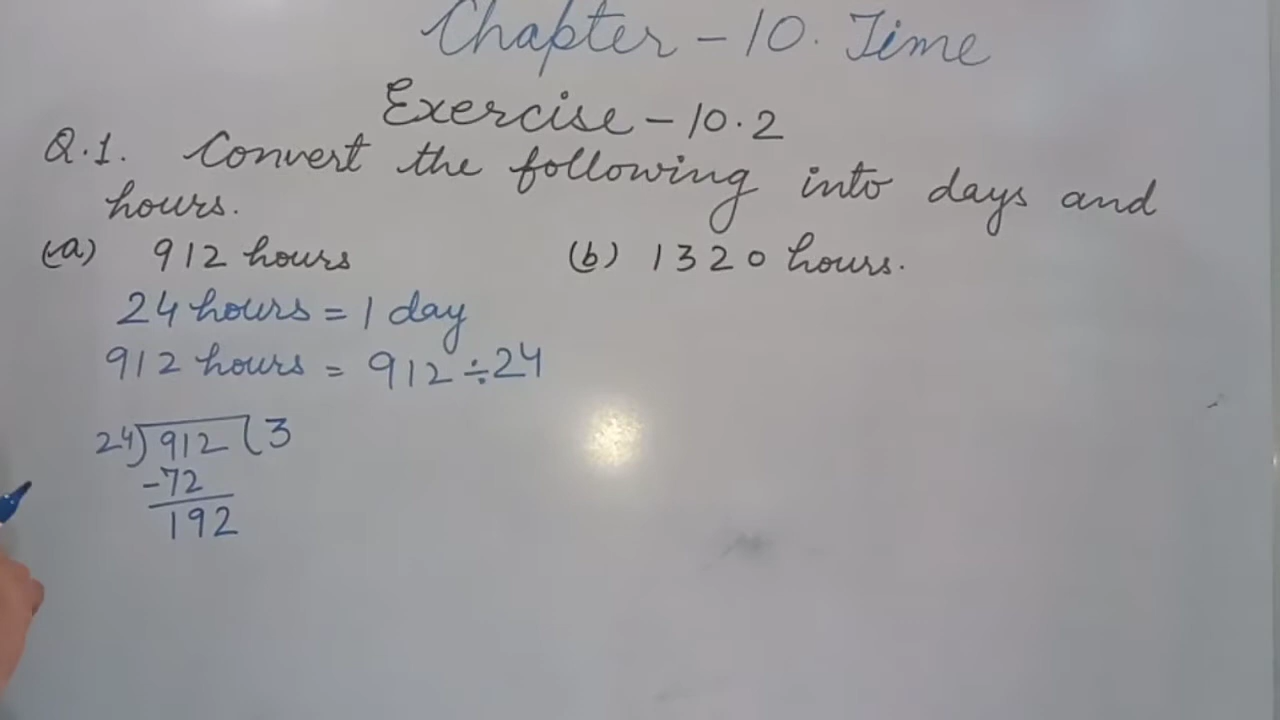 Chapter - 10. Time
Exercise - 10.2
Q.1. Convert the following into days and
hours.
(a) 912 hours (b) 1320 hours.
24 hours = 1 day
912 hours = 912 ÷ 24
24) 912 (3
-72
192